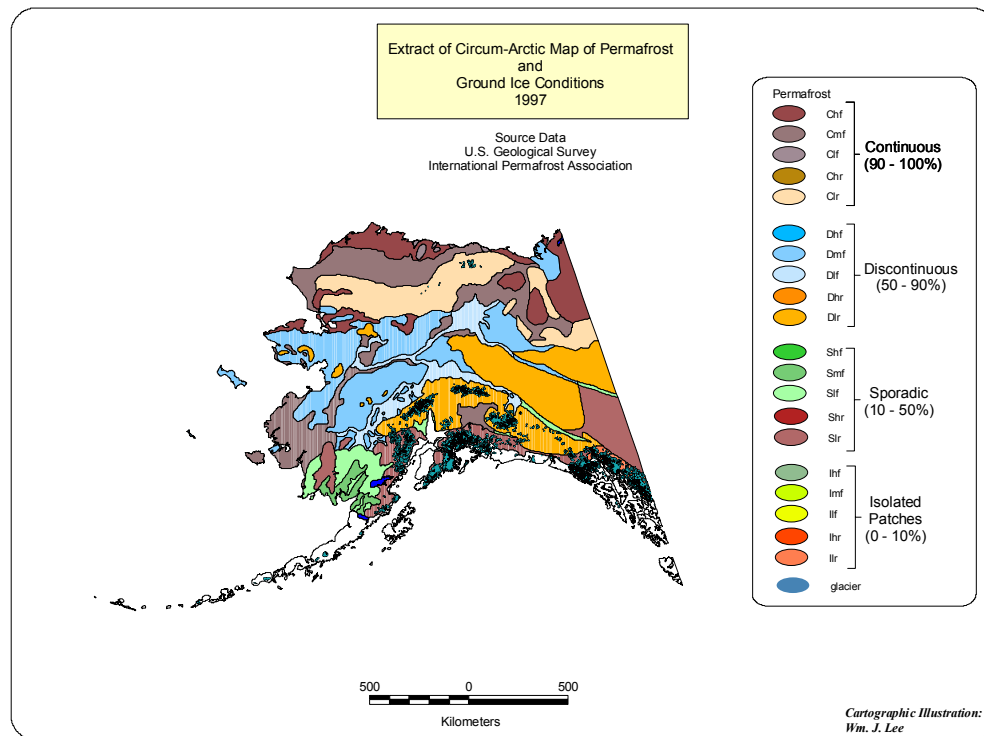 Extract of Circum-Arctic Map of Permafrost
and
Ground Ice Conditions
1997
Source Data
U.S. Geological Survey
International Permafrost Association
Permafrost
Chf
Cmf
Clf
Chr
Clr
Continuous
(90 - 100%)
Dhf
Dmf
Dlf
Dhr
Dlr
Discontinuous
(50 - 90%)
Shf
Smf
Slf
Shr
Slr
Sporadic
(10 - 50%)
Ihf
Imf
Ilf
Ihr
Ilr
Isolated
Patches
(0 - 10%)
glacier
500 0 500
Kilometers
Cartographic Illustration:
Wm. J. Lee